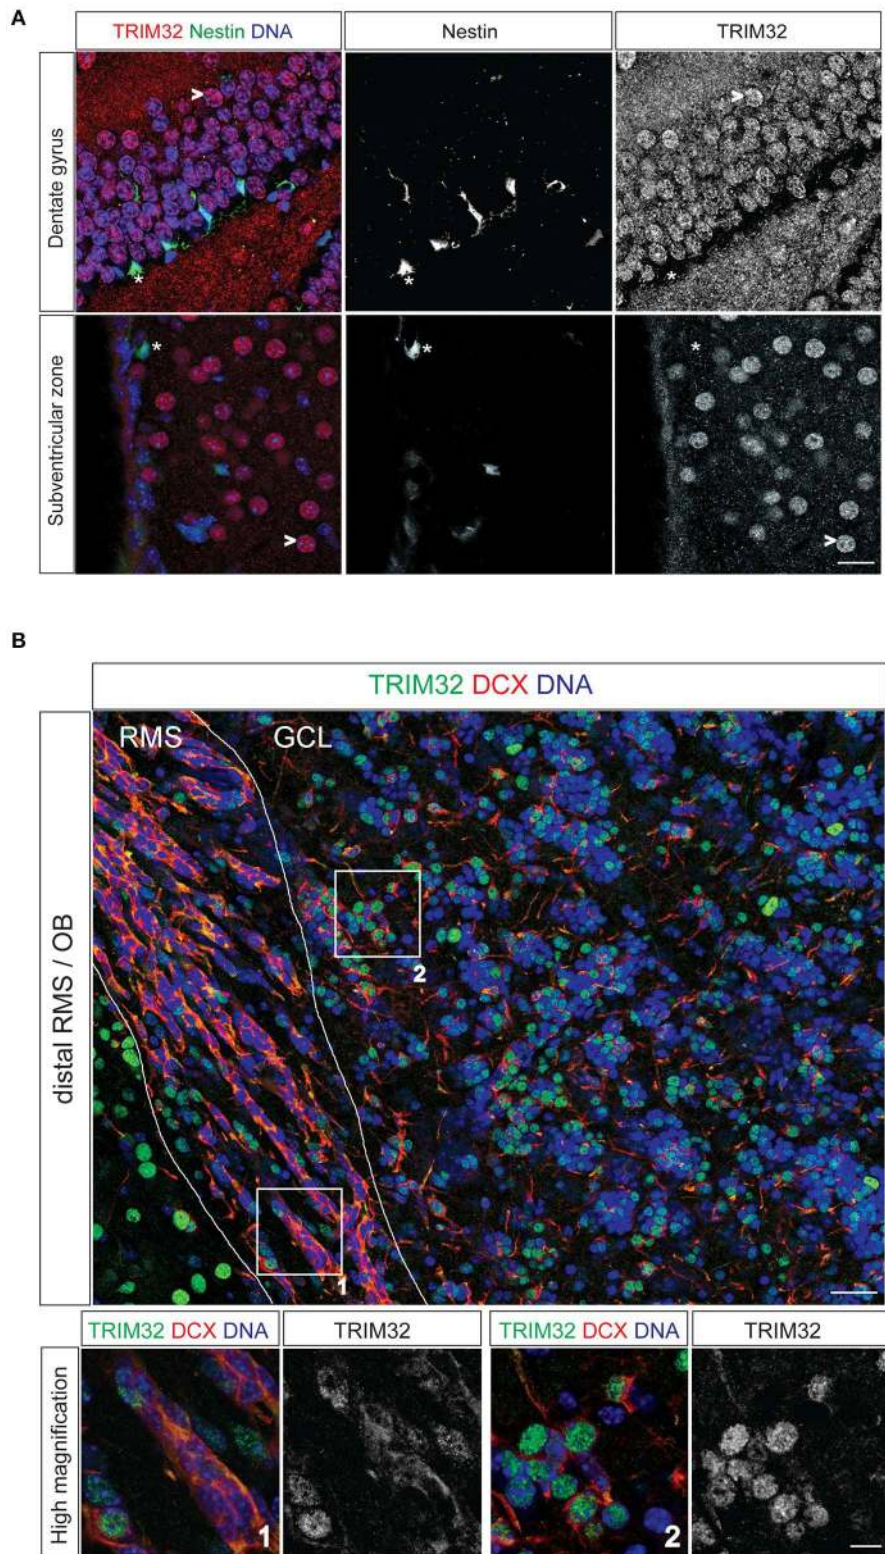 A
TRIM32 Nestin DNA
Nestin
TRIM32
Dentate gyrus
>
*
*
>
*
Subventricular zone
*
>
*
*
>
B
TRIM32 DCX DNA
distal RMS / OB
RMS
GCL
2
1
TRIM32 DCX DNA
TRIM32
TRIM32 DCX DNA
TRIM32
High magnification
1
2